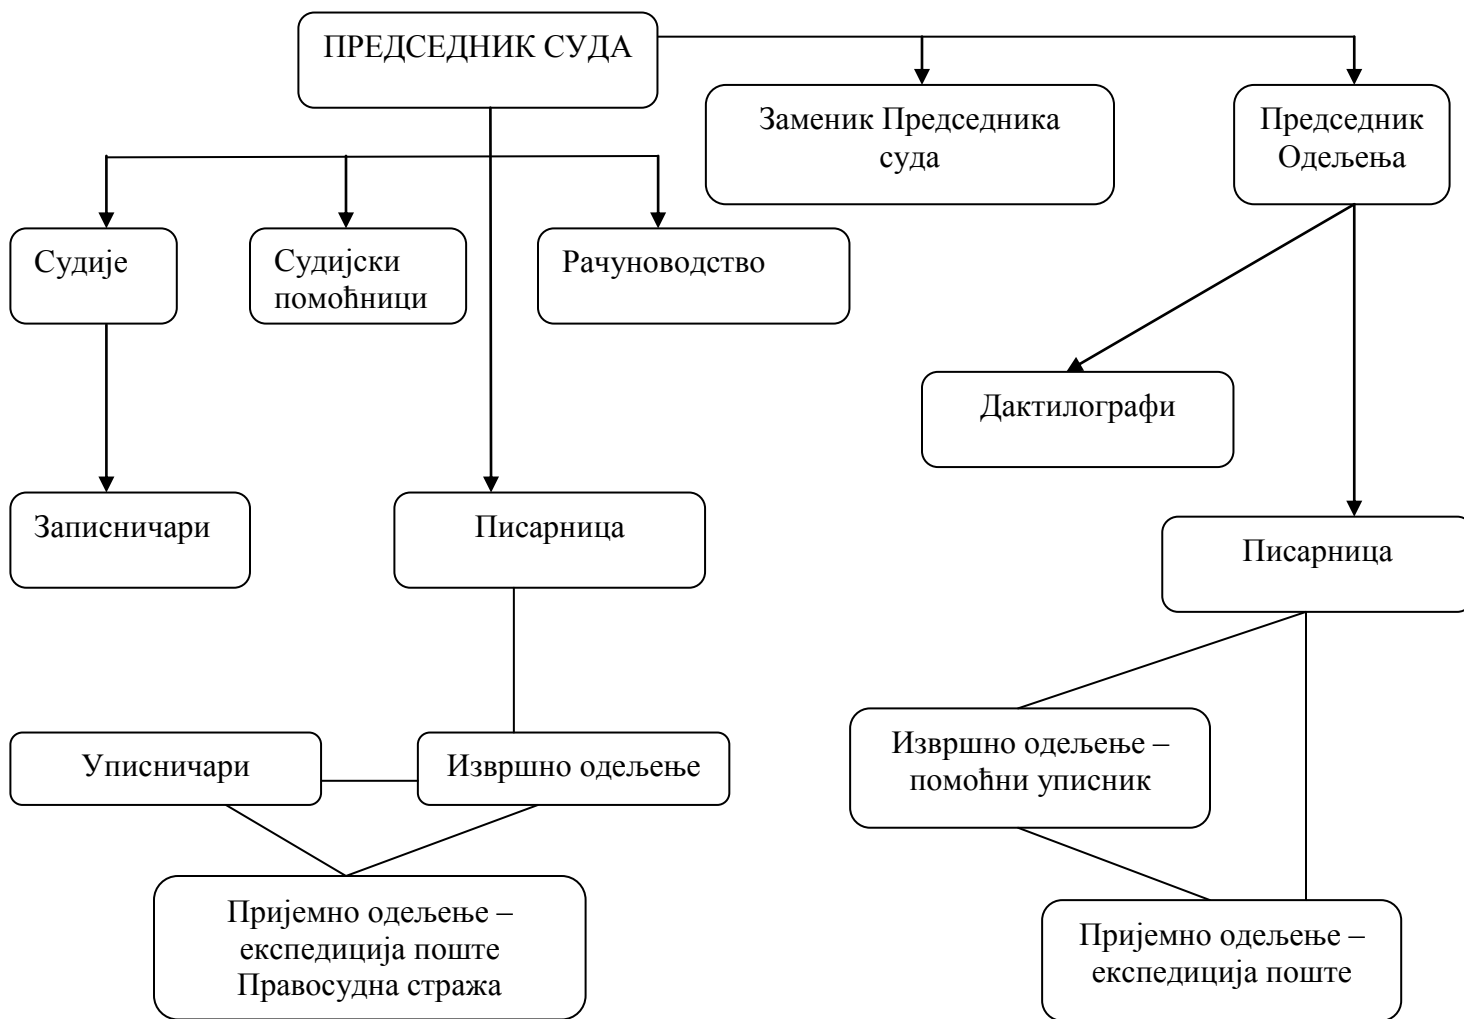 ПРЕДСЕДНИК СУДА
Заменик Председника
суда
Председник
Одељења
Судије
Судијски
помоћници
Рачуноводство
Дактилографи
Записничари
Писарница
Писарница
Уписничари
Извршно одељење
Извршно одељење –
помоћни уписник
Пријемно одељење –
експедиција поште
Правосудна стража
Пријемно одељење –
експедиција поште